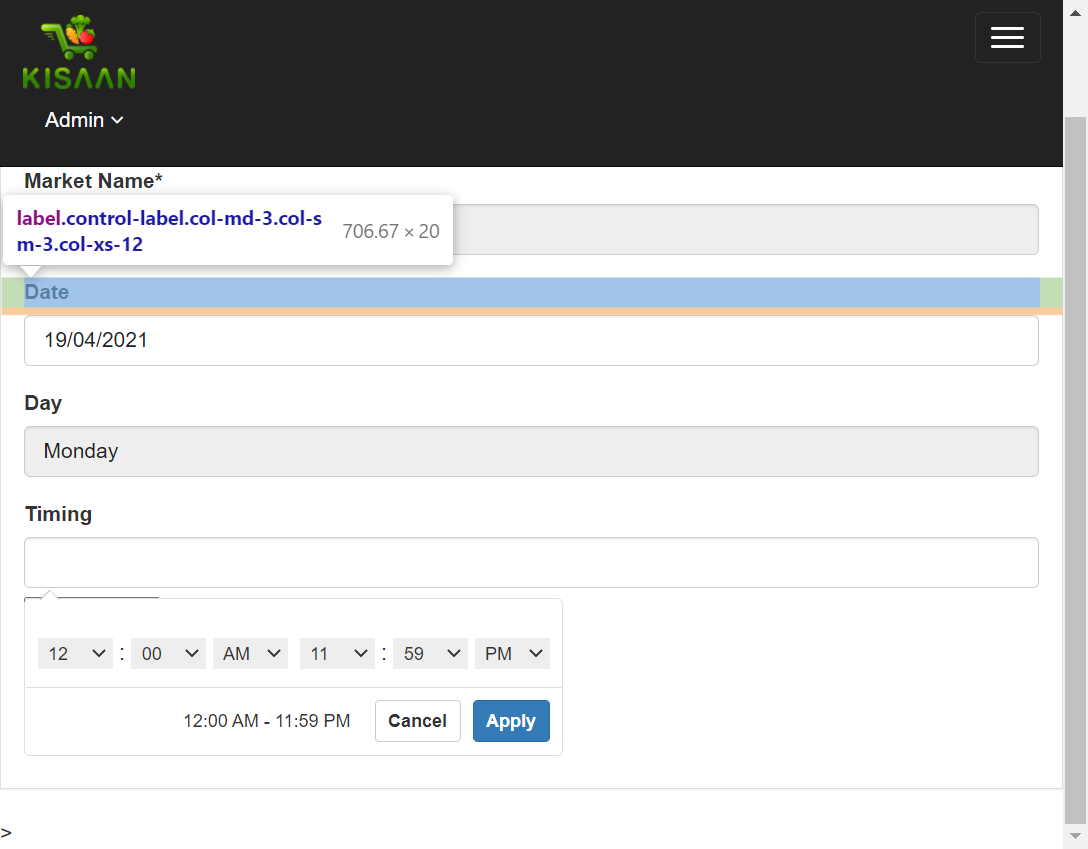 KISAAN
Admin
Market Name*
label.control-label.col-md-3.col-s
m-3.col-xs-12
706.67 × 20
Date
19/04/2021
Day
Monday
Timing
12 : 00 AM 11 : 59 PM
12:00 AM - 11:59 PM Cancel Apply
>